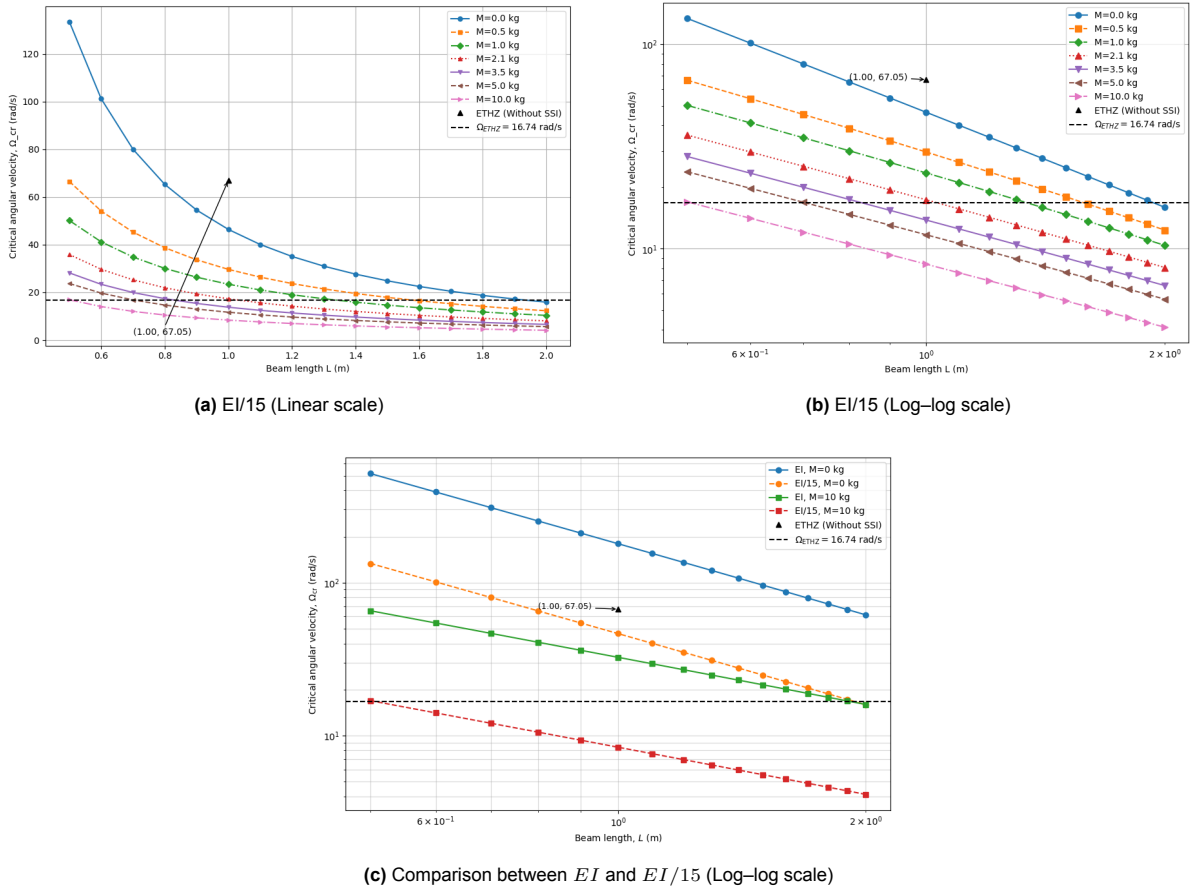 Critical angular velocity, Ω_cr (rad/s)
140
120
100
80
60
40
20
0
0.6
0.8
1.0
1.2
1.4
1.6
1.8
2.0
Beam length L (m)
M=0.0 kg
M=0.5 kg
M=1.0 kg
M=2.1 kg
M=3.5 kg
M=5.0 kg
M=10.0 kg
ETHZ (Without SSI)
Ω_ETHZ = 16.74 rad/s
(1.00, 67.05)
(a) EI/15 (Linear scale)
Critical angular velocity, Ω_cr (rad/s)
10²
10¹
6 × 10⁻¹
10⁰
2 × 10⁰
Beam length L (m)
M=0.0 kg
M=0.5 kg
M=1.0 kg
M=2.1 kg
M=3.5 kg
M=5.0 kg
M=10.0 kg
ETHZ (Without SSI)
Ω_ETHZ = 16.74 rad/s
(1.00, 67.05)
(b) EI/15 (Log–log scale)
Critical angular velocity, Ω_cr (rad/s)
10²
10¹
6 × 10⁻¹
10⁰
2 × 10⁰
Beam length, L (m)
EI, M=0 kg
EI/15, M=0 kg
EI, M=10 kg
EI/15, M=10 kg
ETHZ (Without SSI)
Ω_ETHZ = 16.74 rad/s
(1.00, 67.05)
(c) Comparison between EI and EI/15 (Log–log scale)